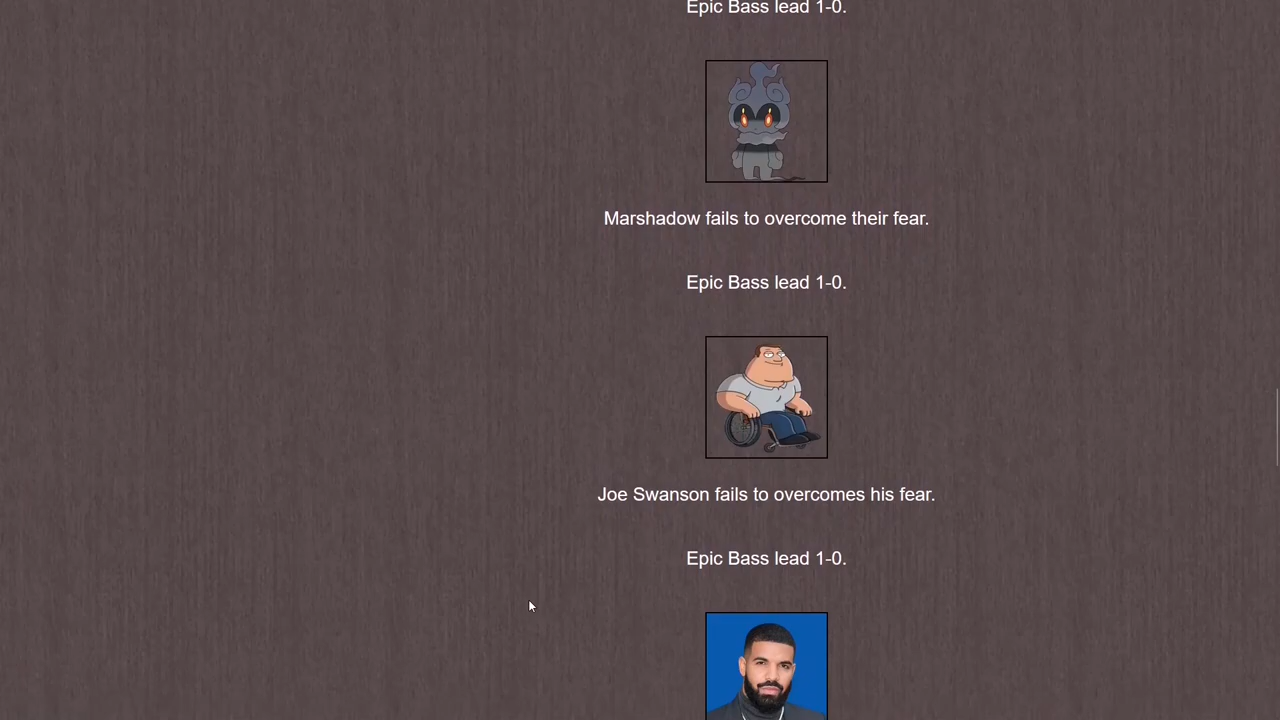 Epic Bass lead 1-0.
Marshadow fails to overcome their fear.
Epic Bass lead 1-0.
Joe Swanson fails to overcomes his fear.
Epic Bass lead 1-0.